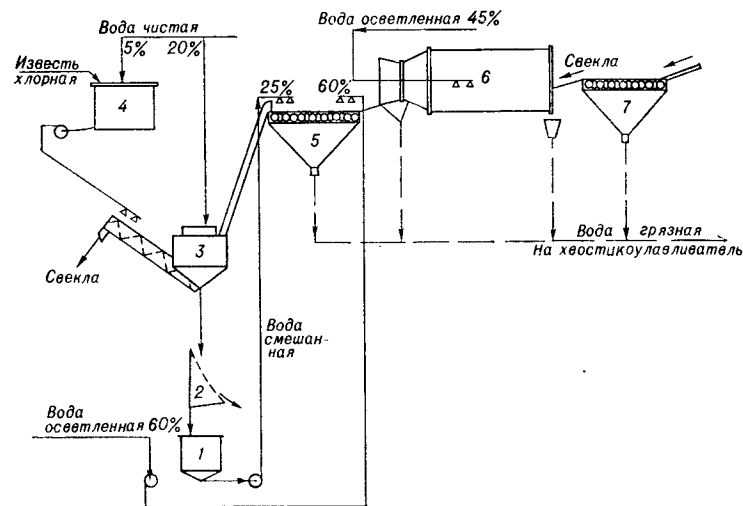 Вода чистая
5% 20%
Вода осветленная 45%
Известь
хлорная
4
25%
60%
6
Свекла
7
5
3
Свекла
Вода грязная
На хвостикоулавливатель
Вода
смешан-
ная
2
Вода
осветленная 60%
1